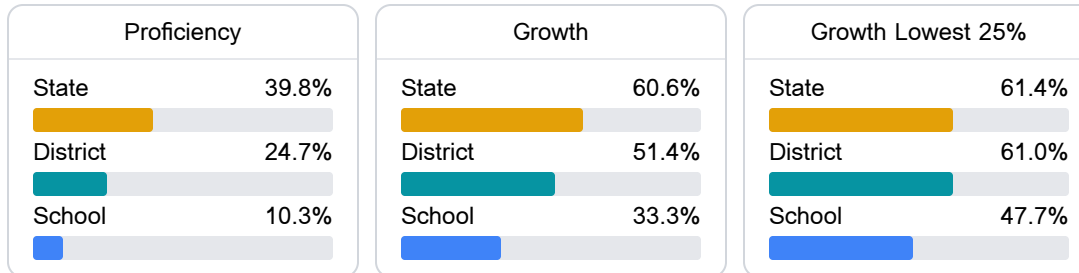 Proficiency
State 39.8%
District 24.7%
School 10.3%
Growth
State 60.6%
District 51.4%
School 33.3%
Growth Lowest 25%
State 61.4%
District 61.0%
School 47.7%